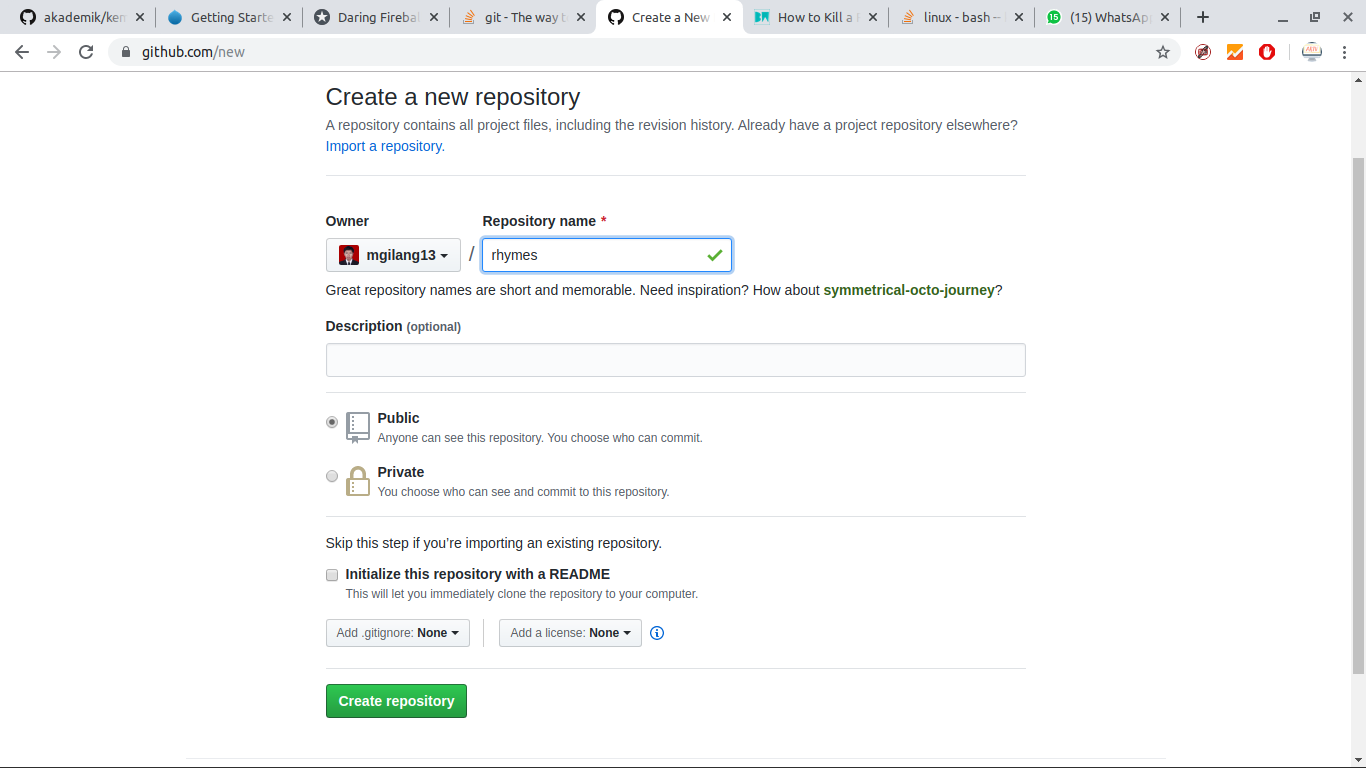 akademik/ken
Getting Starte
Daring Firebal
git - The way t
Create a New
How to Kill a
linux - bash --
15
(15) WhatsAp
github.com/new
Create a new repository
A repository contains all project files, including the revision history. Already have a project repository elsewhere?
Import a repository.
Owner
Repository name *
mgilang13
/
rhymes
Great repository names are short and memorable. Need inspiration? How about symmetrical-octo-journey?
Description (optional)
Public
Anyone can see this repository. You choose who can commit.
Private
You choose who can see and commit to this repository.
Skip this step if you’re importing an existing repository.
Initialize this repository with a README
This will let you immediately clone the repository to your computer.
Add .gitignore: None
Add a license: None
Create repository